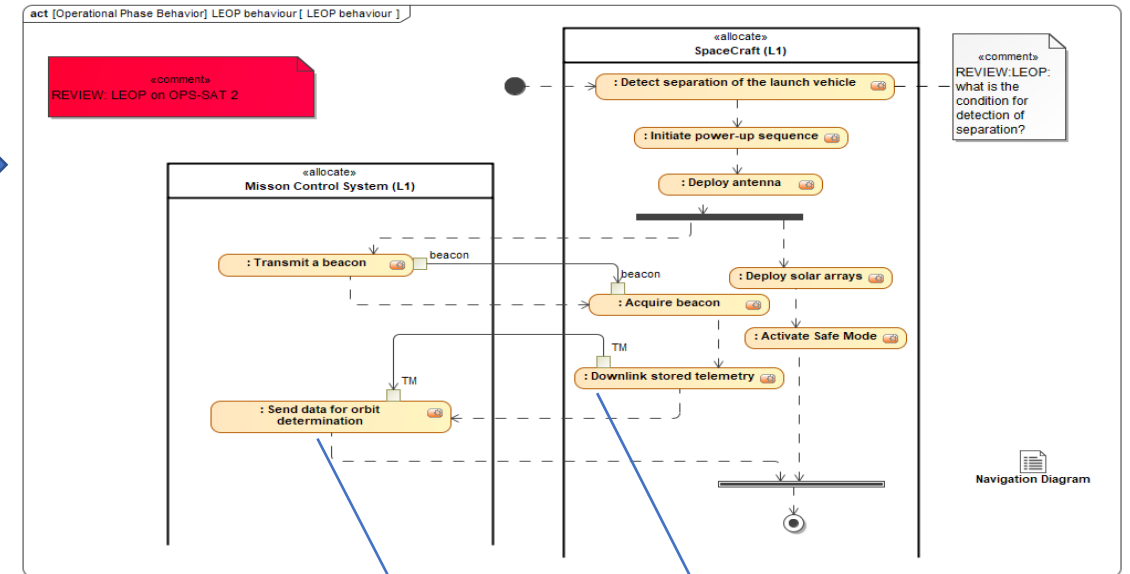 act [Operational Phase Behavior] LEOP behaviour [ LEOP behaviour ]
«comment»
REVIEW: LEOP on OPS-SAT 2
«allocate»
SpaceCraft (L1)
«comment»
REVIEW:LEOP:
what is the
condition for
detection of
separation?
: Detect separation of the launch vehicle
: Initiate power-up sequence
: Deploy antenna
«allocate»
Misson Control System (L1)
: Transmit a beacon
beacon
beacon
: Deploy solar arrays
: Acquire beacon
: Activate Safe Mode
TM
: Downlink stored telemetry
TM
: Send data for orbit
determination
Navigation Diagram